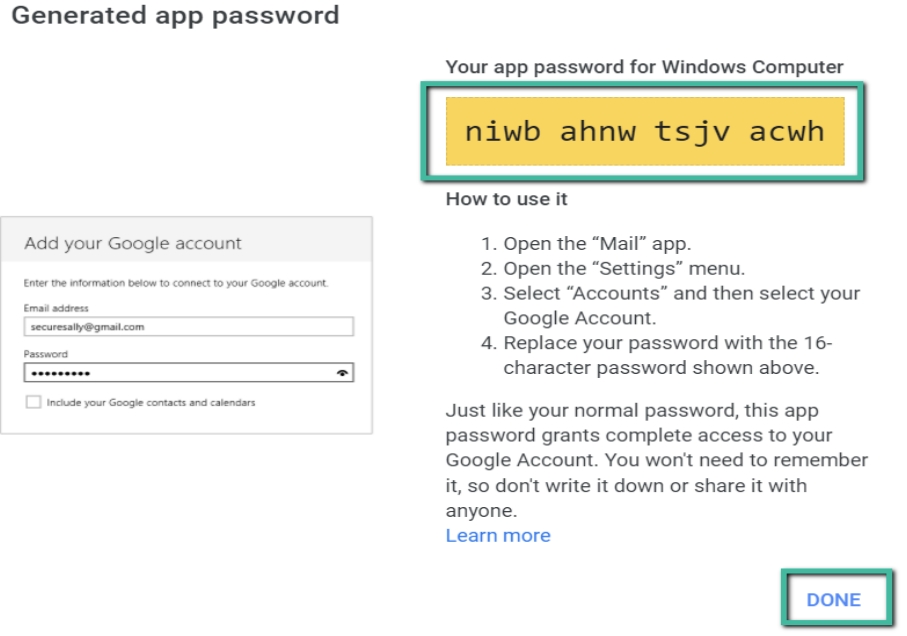 Generated app password
Your app password for Windows Computer
niwb ahnw tsjv acwh
How to use it
1. Open the “Mail” app.
2. Open the “Settings” menu.
3. Select “Accounts” and then select your
Google Account.
4. Replace your password with the 16-
character password shown above.
Just like your normal password, this app
password grants complete access to your
Google Account. You won't need to remember
it, so don't write it down or share it with
anyone.
Learn more
DONE
Add your Google account
Enter the information below to connect to your Google account.
Email address
securesally@gmail.com
Password
•••••••••
Include your Google contacts and calendars